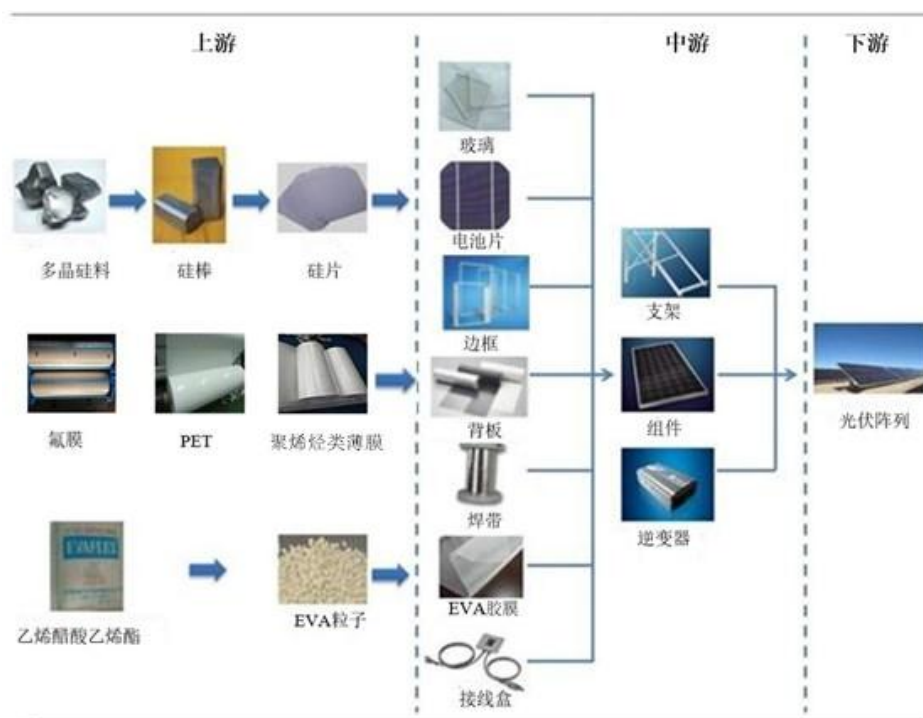 上游
中游
下游
玻璃
电池片
多晶硅料
硅棒
硅片
边框
支架
氟膜
PET
聚烯烃类薄膜
背板
组件
光伏阵列
焊带
逆变器
EVA胶膜
乙烯醋酸乙烯酯
EVA粒子
接线盒